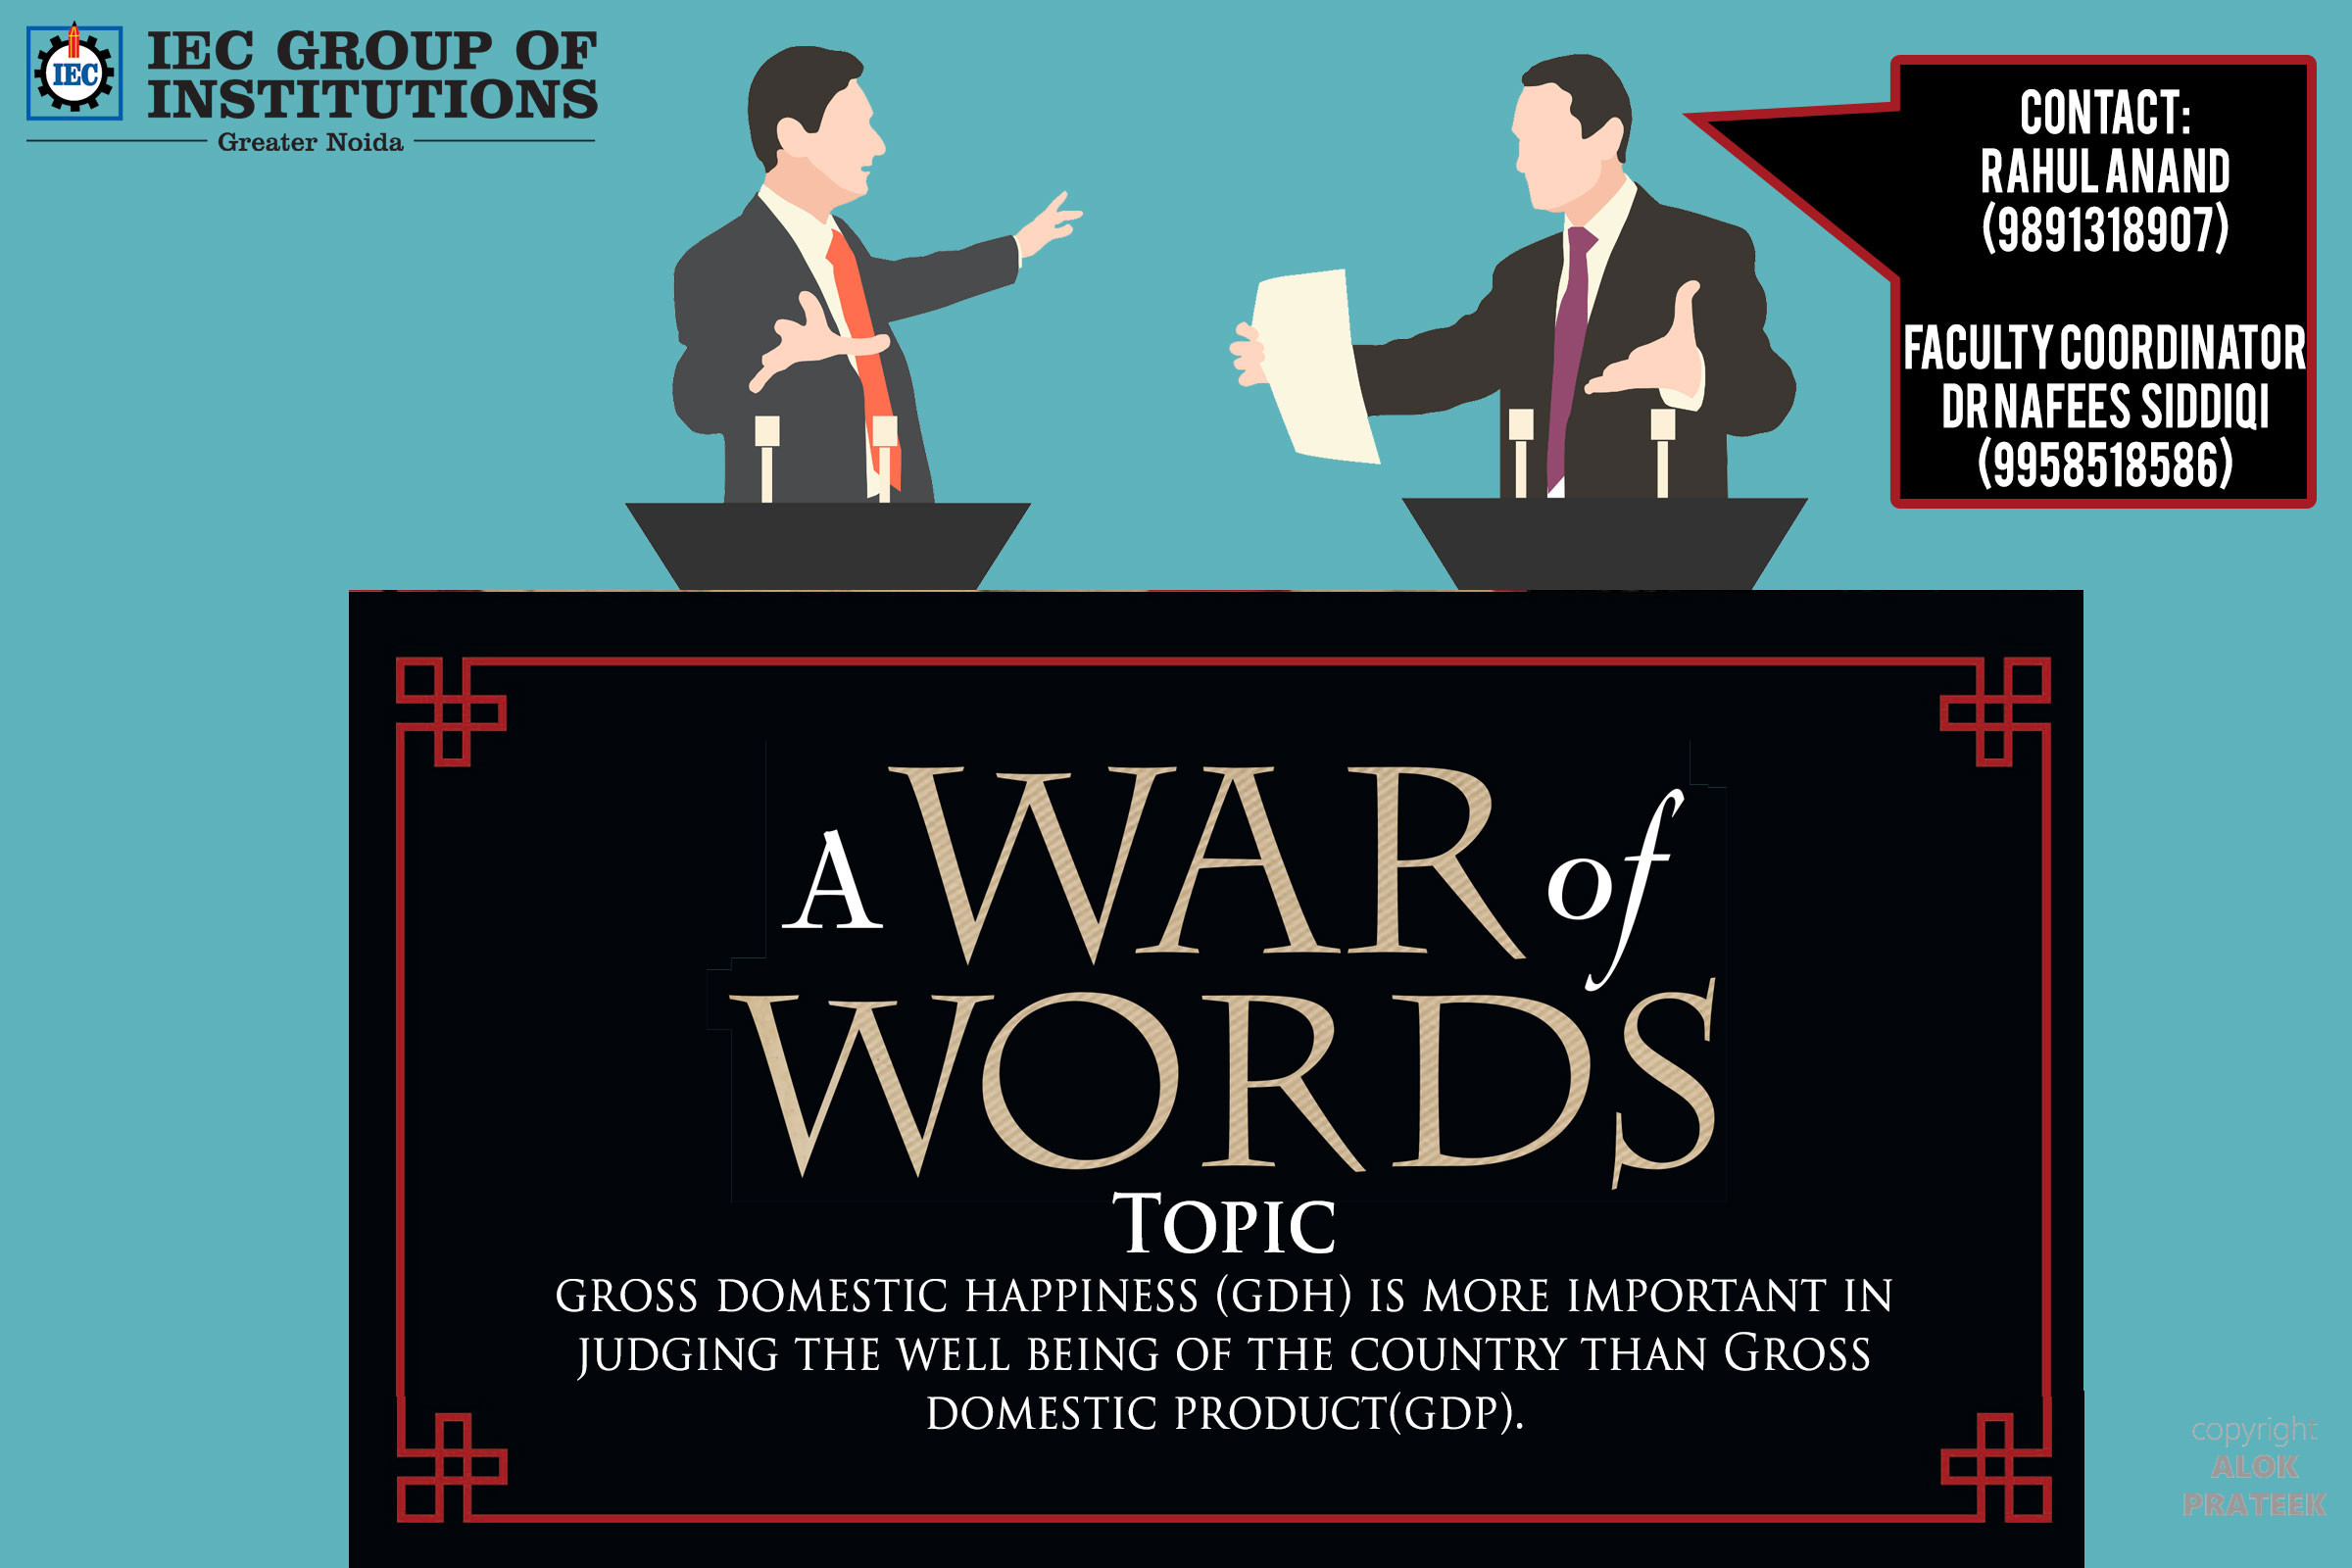 IEC
IEC GROUP OF
INSTITUTIONS
Greater Noida
CONTACT:
RAHUL ANAND
(9891318907)
FACULTY COORDINATOR
DR NAFEES SIDDIQI
(9958518586)
A WAR of
WORDS
TOPIC
GROSS DOMESTIC HAPPINESS (GDH) IS MORE IMPORTANT IN
JUDGING THE WELL BEING OF THE COUNTRY THAN GROSS
DOMESTIC PRODUCT(GDP).
copyright
ALOK
PRATEEK